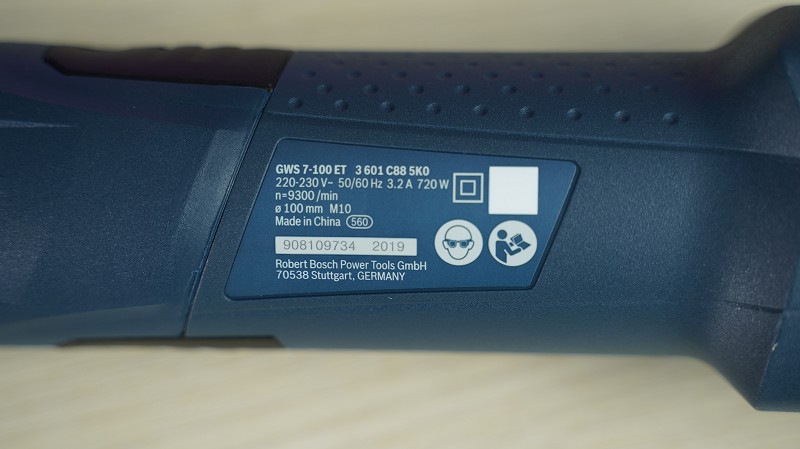 GWS 7-100 ET 3 601 C88 5K0
220-230 V~ 50/60 Hz 3.2 A 720 W
n=9300 /min
ø 100 mm M10
Made in China 560
908109734 2019
Robert Bosch Power Tools GmbH
70538 Stuttgart, GERMANY